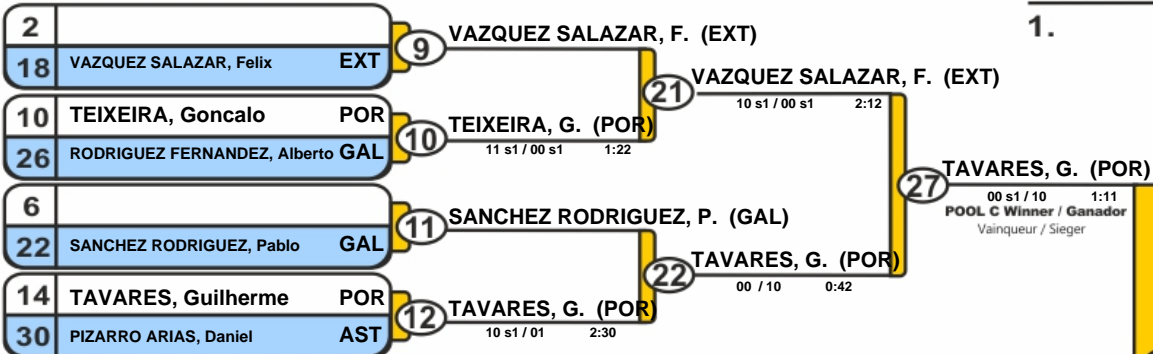 1.
2
18 VAZQUEZ SALAZAR, Felix EXT
9 VAZQUEZ SALAZAR, F. (EXT)
21 VAZQUEZ SALAZAR, F. (EXT)
10 s1 / 00 s1 2:12
10 TEIXEIRA, Goncalo POR
26 RODRIGUEZ FERNANDEZ, Alberto GAL
10 TEIXEIRA, G. (POR)
11 s1 / 00 s1 1:22
27 TAVARES, G. (POR)
00 s1 / 10 1:11
POOL C Winner / Ganador
Vainqueur / Sieger
6
22 SANCHEZ RODRIGUEZ, Pablo GAL
11 SANCHEZ RODRIGUEZ, P. (GAL)
22 TAVARES, G. (POR)
00 / 10 0:42
14 TAVARES, Guilherme POR
30 PIZARRO ARIAS, Daniel AST
12 TAVARES, G. (POR)
10 s1 / 01 2:30